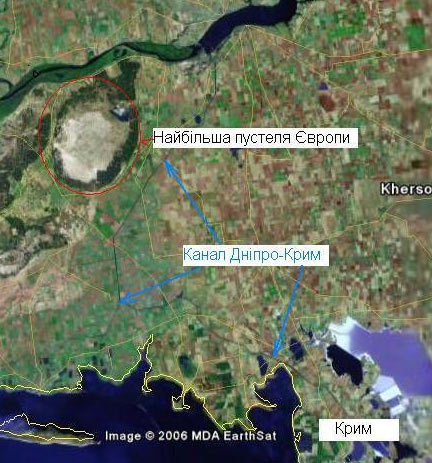 Найбільша пустеля Європи
Kherso
Канал Дніпро-Крим
Крим
Image © 2006 MDA EarthSat